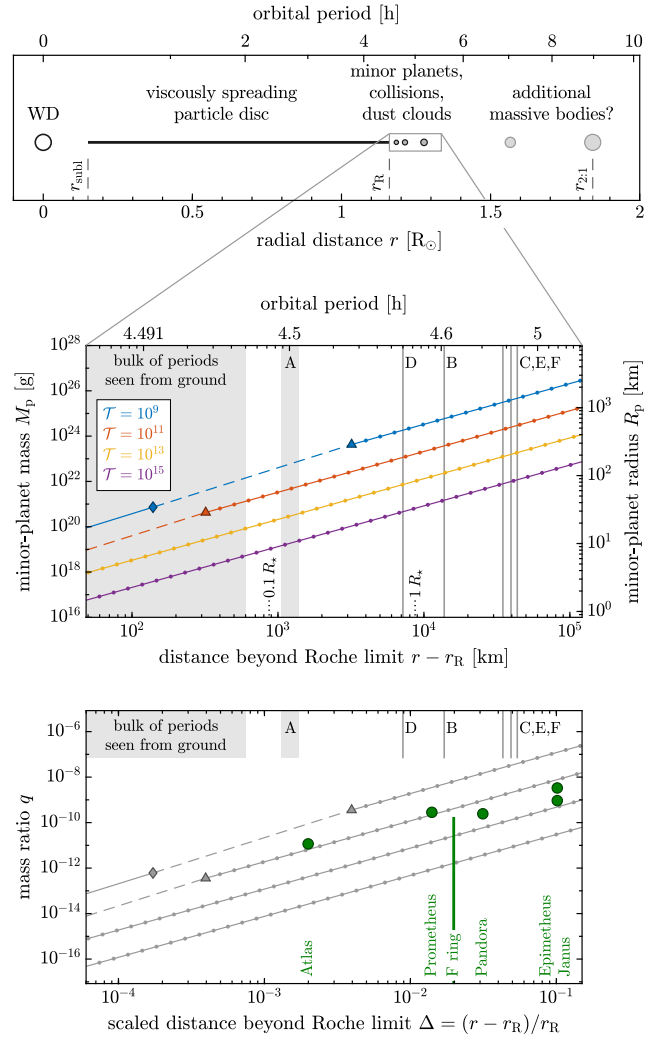 orbital period [h]
0 2 4 6 8 10
WD
viscously spreading
particle disc
minor planets,
collisions,
dust clouds
additional
massive bodies?
r_subl
r_R
r_2:1
0 0.5 1 1.5 2
radial distance r [R_☉]
orbital period [h]
4.491 4.5 4.6 5
bulk of periods
seen from ground
A
D
B
C,E,F
𝒯 = 10^9
𝒯 = 10^11
𝒯 = 10^13
𝒯 = 10^15
10^28
10^26
10^24
10^22
10^20
10^18
10^16
minor-planet mass M_p [g]
10^3
10^2
10^1
10^0
minor-planet radius R_p [km]
...0.1 R_⋆
...1 R_⋆
10^2 10^3 10^4 10^5
distance beyond Roche limit r − r_R [km]
bulk of periods
seen from ground
A
D
B
C,E,F
10^−6
10^−8
10^−10
10^−12
10^−14
10^−16
mass ratio q
Atlas
Prometheus
F ring
Pandora
Epimetheus
Janus
10^−4 10^−3 10^−2 10^−1
scaled distance beyond Roche limit Δ = (r − r_R)/r_R